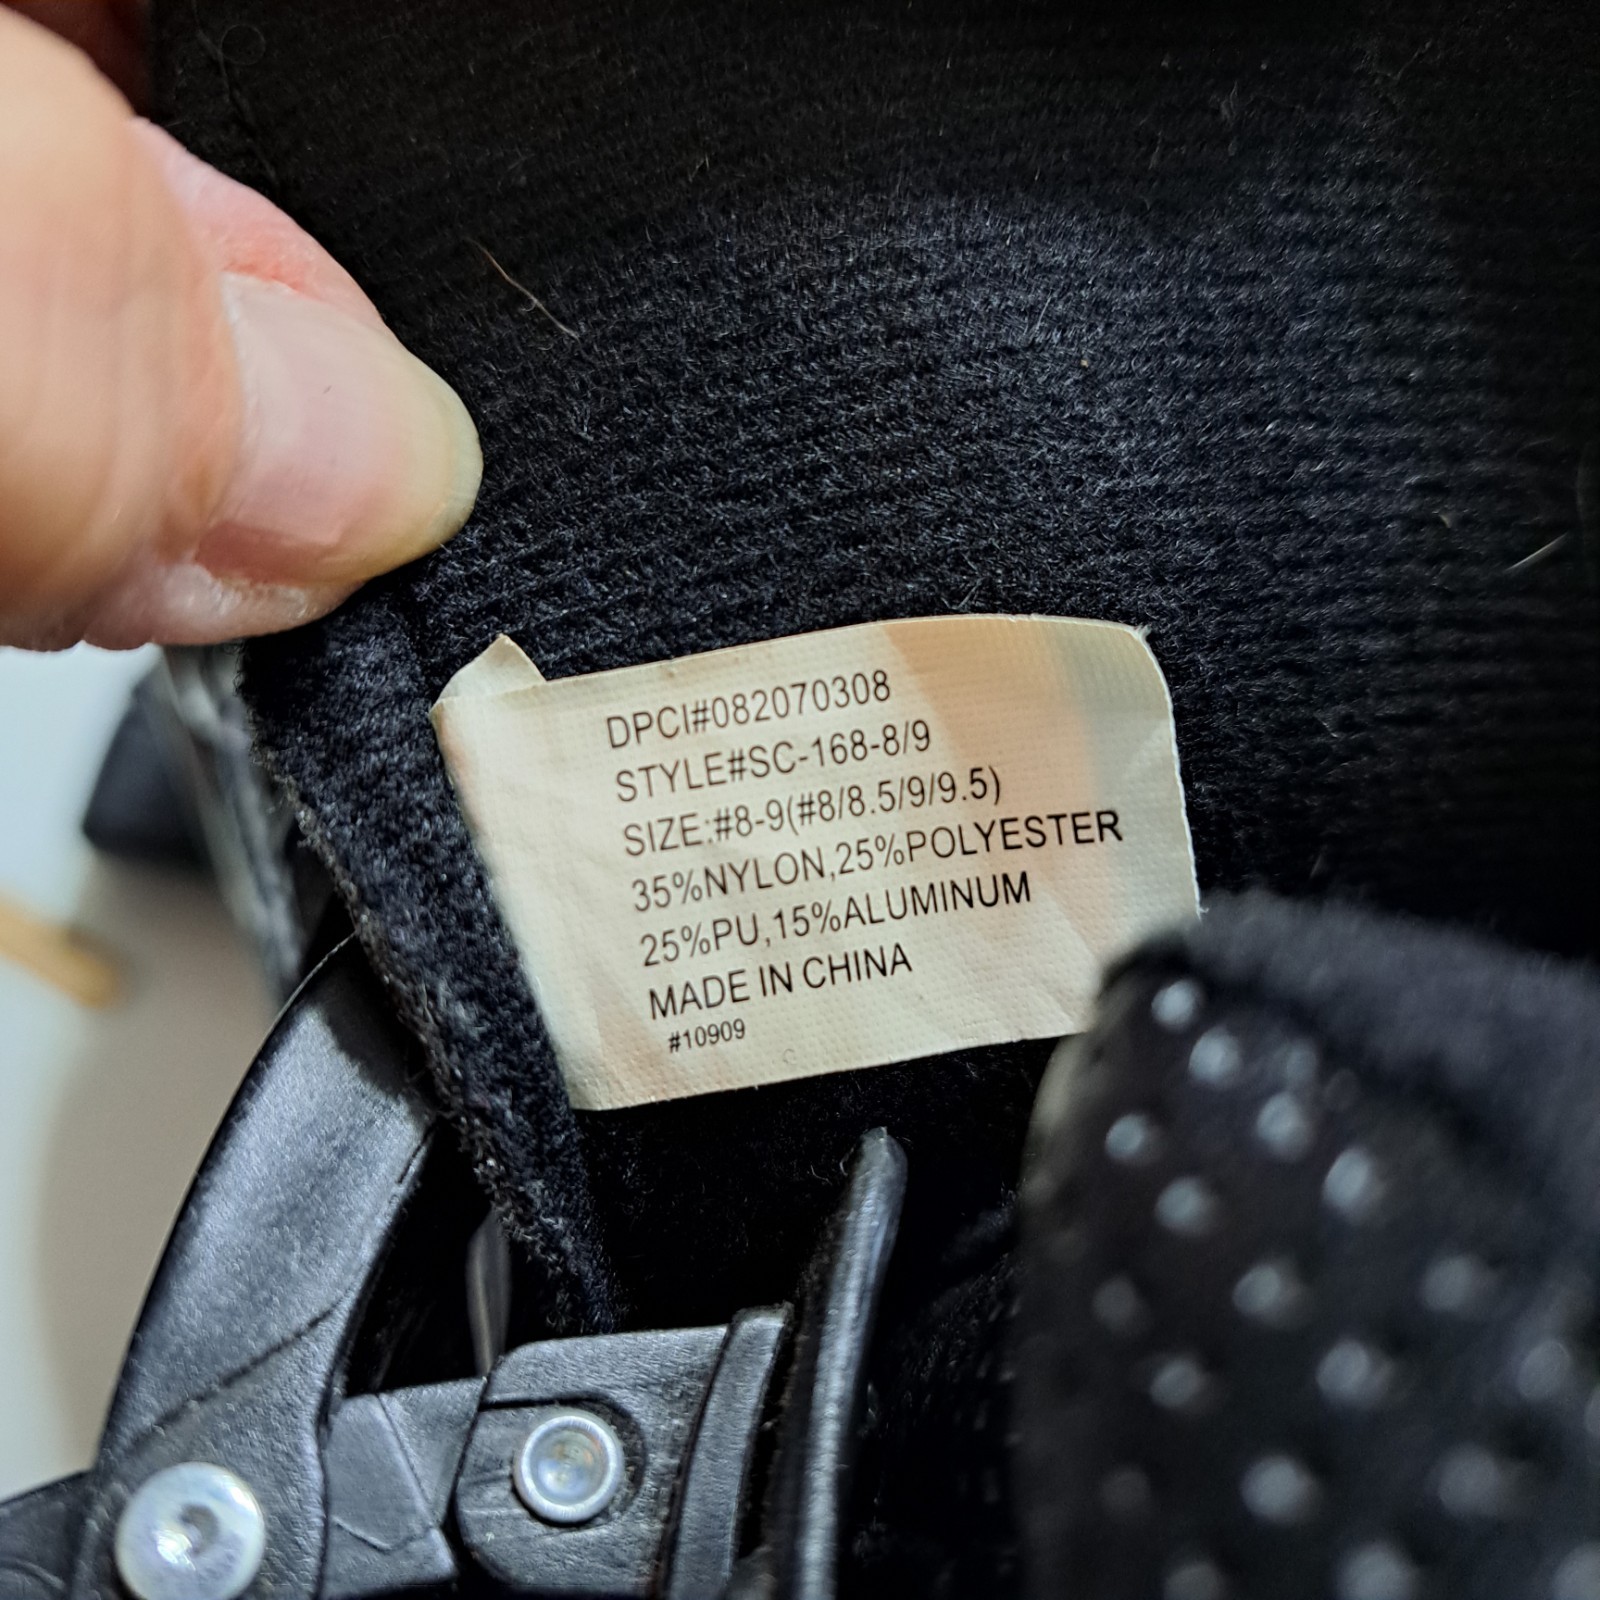 DPCI#082070308
STYLE#SC-168-8/9
SIZE:#8-9(#8/8.5/9/9.5)
35%NYLON,25%POLYESTER
25%PU,15%ALUMINUM
MADE IN CHINA
#10909